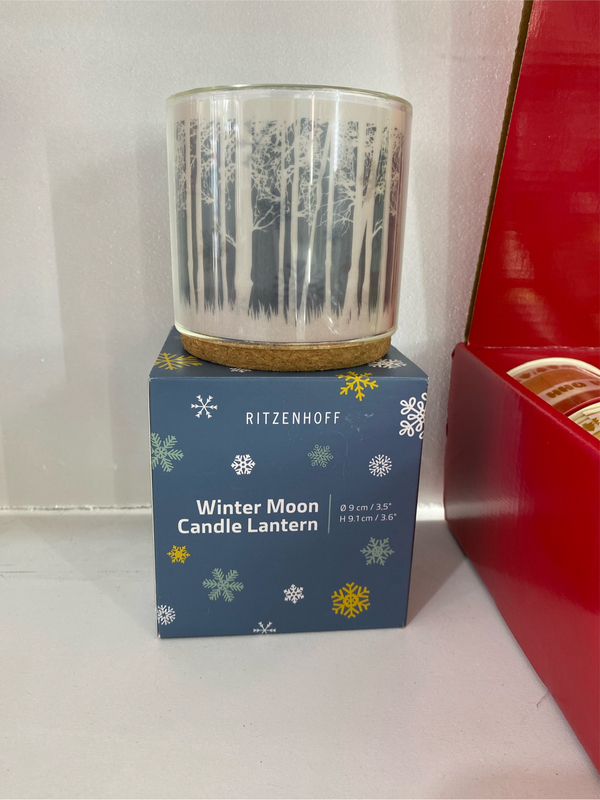 RITZENHOFF
Winter Moon
Candle Lantern
Ø 9 cm / 3,5"
H 9.1 cm / 3.6"